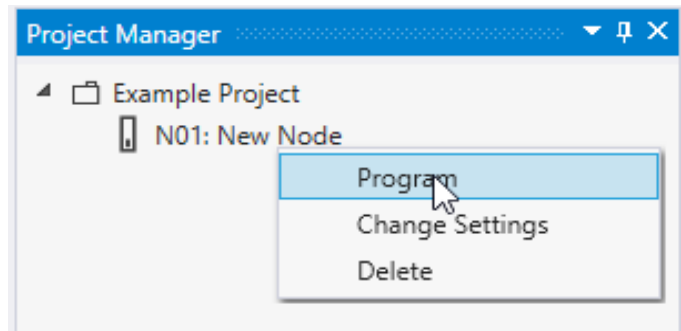 Project Manager
Example Project
N01: New Node
Program
Change Settings
Delete